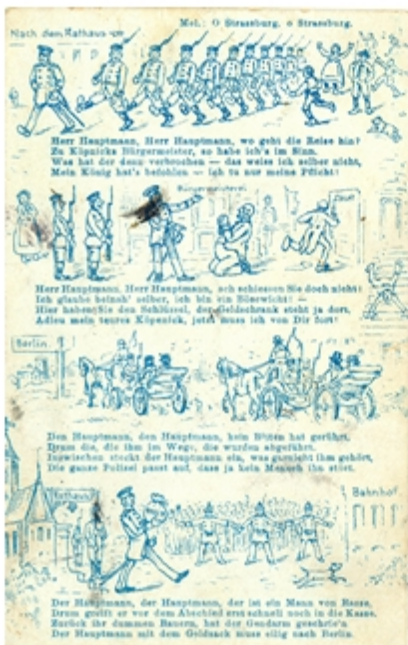 Mel.: O Strassburg, o Strassburg.
Nach dem Rathaus
Herr Hauptmann, Herr Hauptmann, wo geht die Reise hin?
Zu Köpnicks Bürgermeister, so habe ich's im Sinn,
Was hat der denn verbrochen — das weiss ich selber nicht,
Mein König hat's befohlen — ich tu nur meine Pflicht!
Bürgermeisterei
Herr Hauptmann, Herr Hauptmann, ach schiessen Sie doch nicht!
Ich glaube beinah' selber, ich bin ein Bösewicht! —
Hier haben Sie den Schlüssel, der Geldschrank steht ja dort,
Adieu mein teures Köpenick, jetzt muss ich von Dir fort!
Berlin
Den Hauptmann, den Hauptmann, kein Bitten hat gerührt,
Drum die, die ihm im Wege, die wurden abgeführt,
Inzwischen steckt der Hauptmann ein, was garnicht ihm gehört,
Die ganze Polizei passt auf, dass ja kein Mensch ihn stört.
Rathaus
Bahnhof
Der Hauptmann, der Hauptmann, der ist ein Mann von Rasse,
Drum greift er vor dem Abschied erst schnell noch in die Kasse.
Zurück ihr dummen Bauern, hat der Gendarm geschrie'n
Der Hauptmann mit dem Geldsack muss eilig nach Berlin.